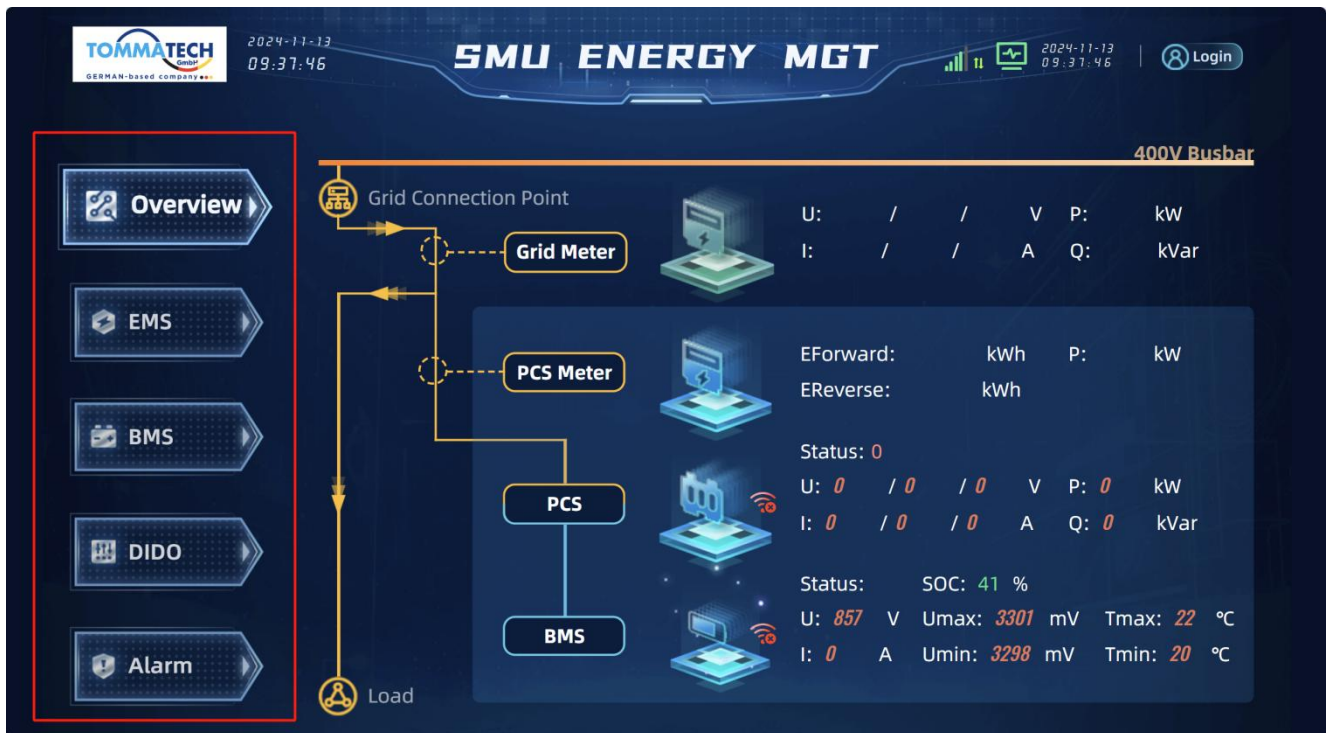 TOMMATECH
GmbH
GERMAN-based company
2024-11-13
09:37:46
SMU ENERGY MGT
2024-11-13
09:37:46
Login
400V Busbar
Overview
EMS
BMS
DIDO
Alarm
Grid Connection Point
Grid Meter
U: / / V P: kW
I: / / A Q: kVar
PCS Meter
EForward: kWh P: kW
EReverse: kWh
PCS
Status: 0
U: 0 / 0 / 0 V P: 0 kW
I: 0 / 0 / 0 A Q: 0 kVar
BMS
Status: SOC: 41 %
U: 857 V Umax: 3301 mV Tmax: 22 ℃
I: 0 A Umin: 3298 mV Tmin: 20 ℃
Load